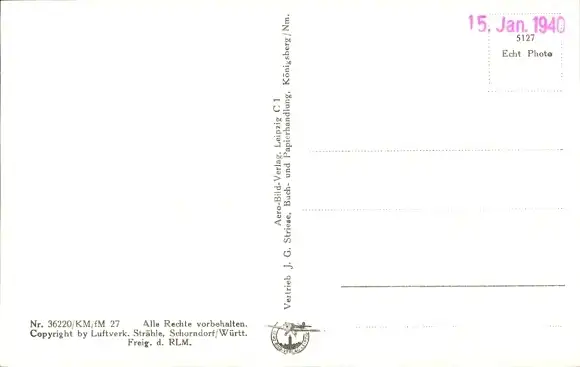 15. Jan. 1940
5127
Echt Photo
Aero-Bild-Verlag, Leipzig C 1
Vertrieb J. G. Striese, Buch- und Papierhandlung, Königsberg/Nm.
Nr. 36220/KM/fM 27 Alle Rechte vorbehalten.
Copyright by Luftverk. Strähle, Schorndorf/Württ.
Freig. d. RLM.